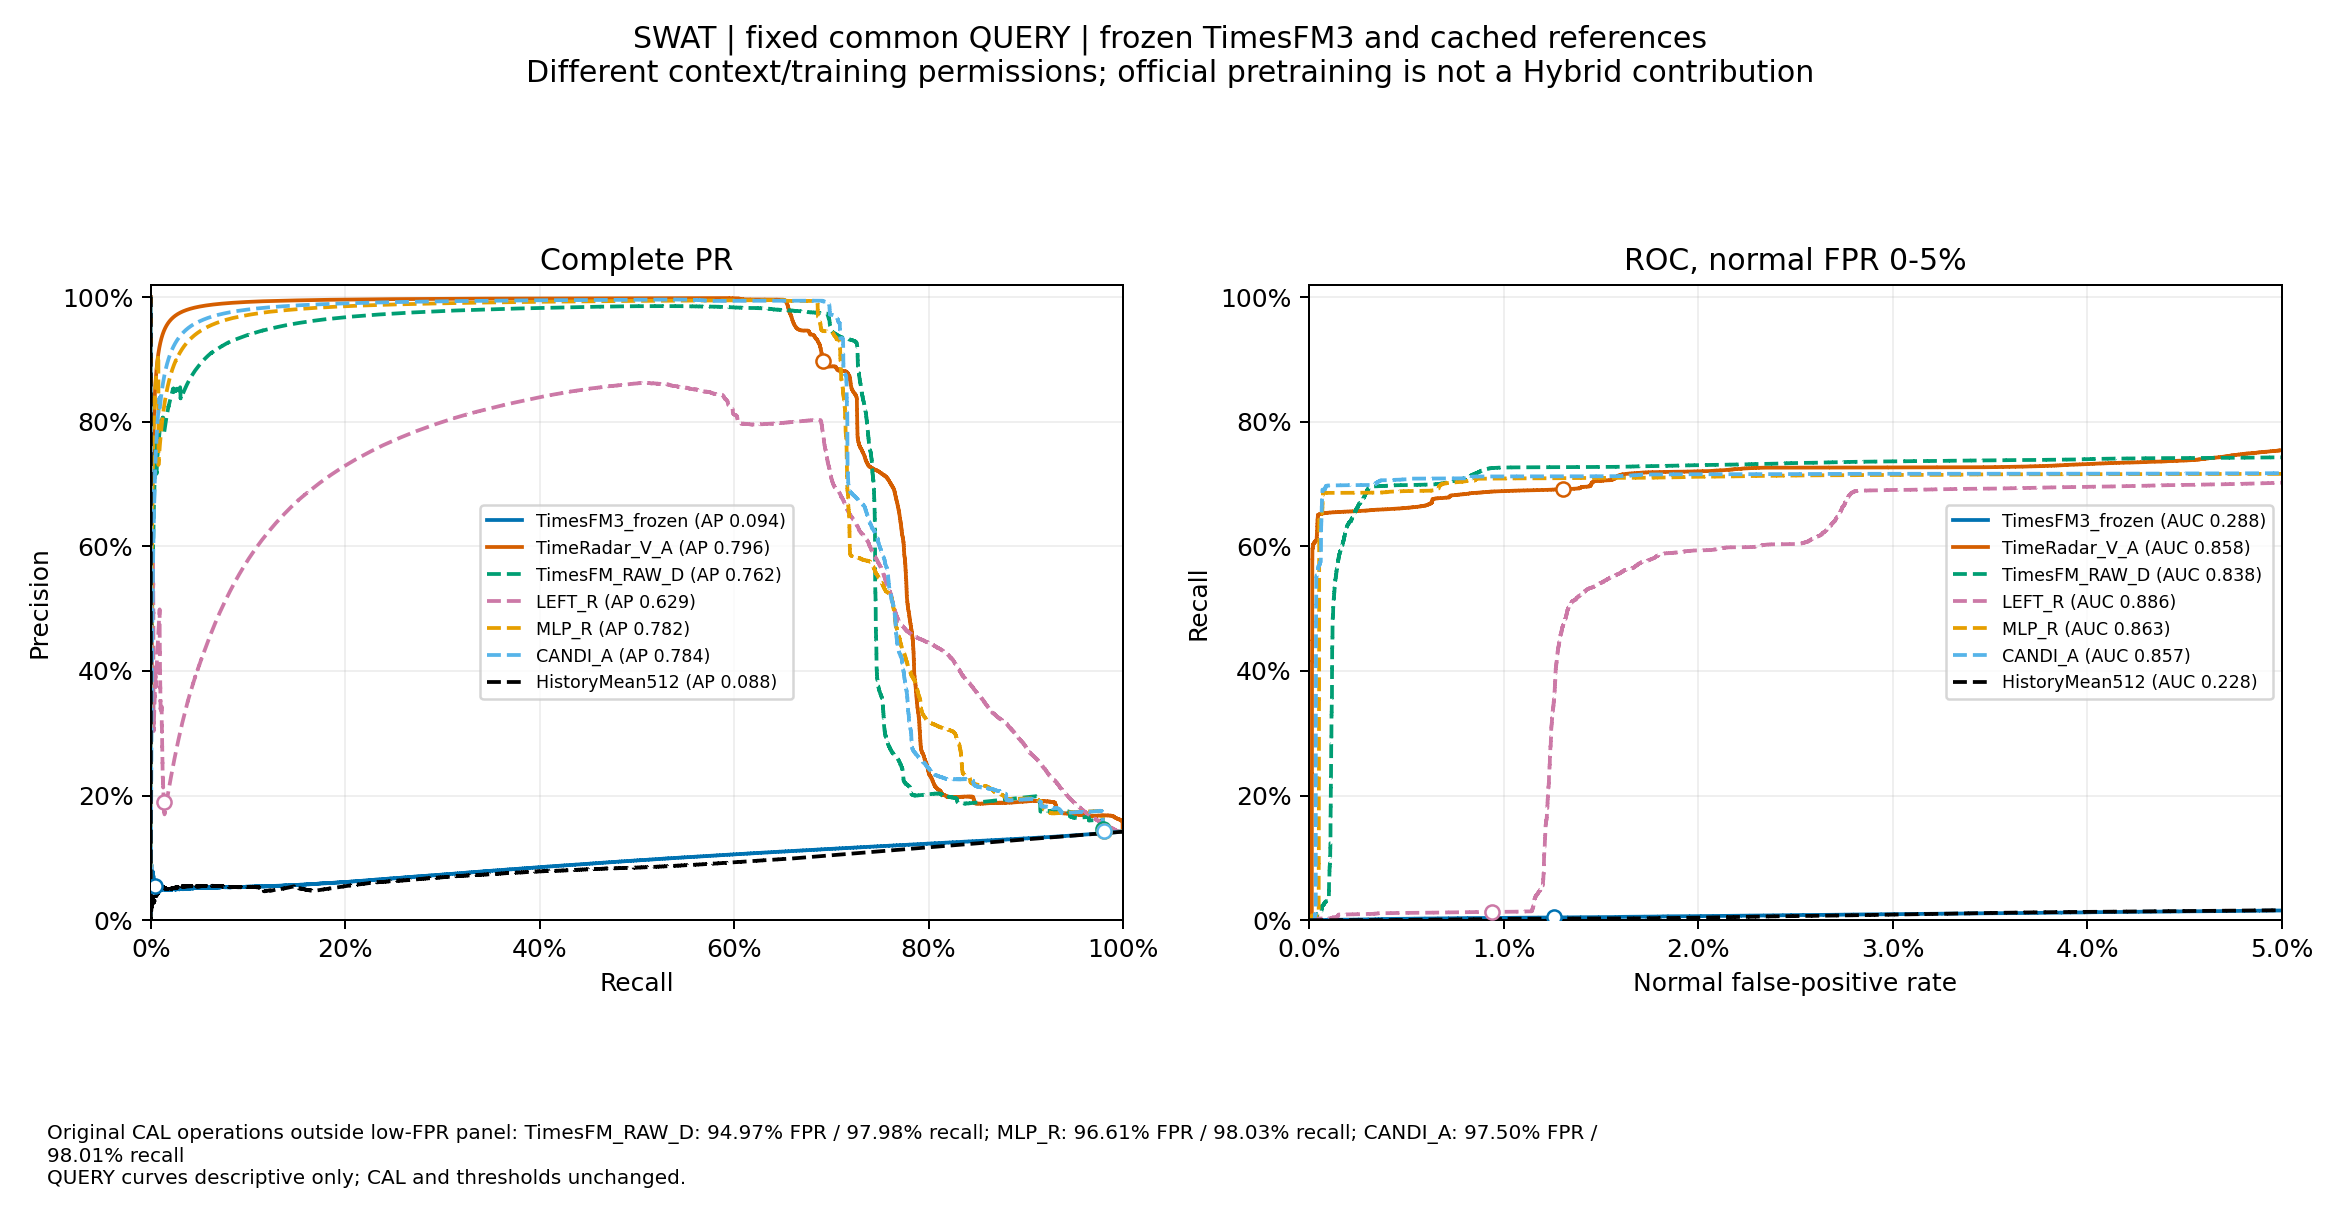 SWAT | fixed common QUERY | frozen TimesFM3 and cached references
Different context/training permissions; official pretraining is not a Hybrid contribution
Complete PR
100%
80%
60%
40%
20%
0%
Precision
0%
20%
40%
60%
80%
100%
Recall
TimesFM3_frozen (AP 0.094)
TimeRadar_V_A (AP 0.796)
TimesFM_RAW_D (AP 0.762)
LEFT_R (AP 0.629)
MLP_R (AP 0.782)
CANDI_A (AP 0.784)
HistoryMean512 (AP 0.088)
ROC, normal FPR 0-5%
100%
80%
60%
40%
20%
0%
Recall
0.0%
1.0%
2.0%
3.0%
4.0%
5.0%
Normal false-positive rate
TimesFM3_frozen (AUC 0.288)
TimeRadar_V_A (AUC 0.858)
TimesFM_RAW_D (AUC 0.838)
LEFT_R (AUC 0.886)
MLP_R (AUC 0.863)
CANDI_A (AUC 0.857)
HistoryMean512 (AUC 0.228)
Original CAL operations outside low-FPR panel: TimesFM_RAW_D: 94.97% FPR / 97.98% recall; MLP_R: 96.61% FPR / 98.03% recall; CANDI_A: 97.50% FPR /
98.01% recall
QUERY curves descriptive only; CAL and thresholds unchanged.